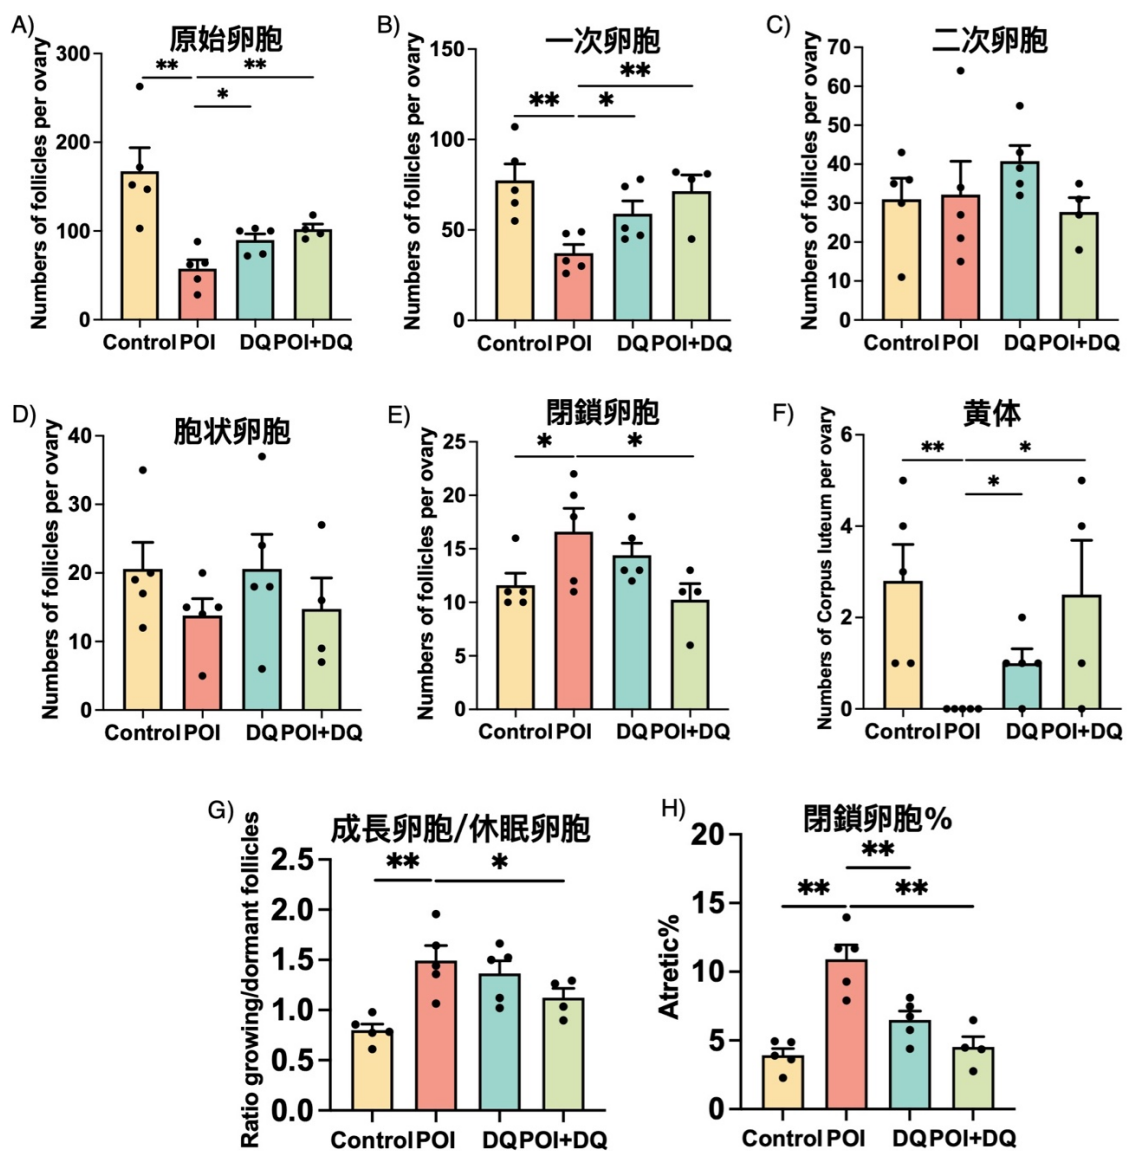 A)
原始卵胞
Numbers of follicles per ovary
300
200
100
0
** **
*
Control POI DQ POI+DQ
B)
一次卵胞
Numbers of follicles per ovary
150
100
50
0
**
** *
Control POI DQ POI+DQ
C)
二次卵胞
Numbers of follicles per ovary
70
60
50
40
30
20
10
0
Control POI DQ POI+DQ
D)
胞状卵胞
Numbers of follicles per ovary
40
30
20
10
0
Control POI DQ POI+DQ
E)
閉鎖卵胞
Numbers of follicles per ovary
25
20
15
10
5
0
* *
Control POI DQ POI+DQ
F)
黄体
Numbers of Corpus luteum per ovary
6
4
2
0
** *
*
Control POI DQ POI+DQ
G)
成長卵胞/休眠卵胞
Ratio growing/dormant follicles
2.5
2.0
1.5
1.0
0.5
0.0
** *
Control POI DQ POI+DQ
H)
閉鎖卵胞%
Atretic%
20
15
10
5
0
**
** **
Control POI DQ POI+DQ